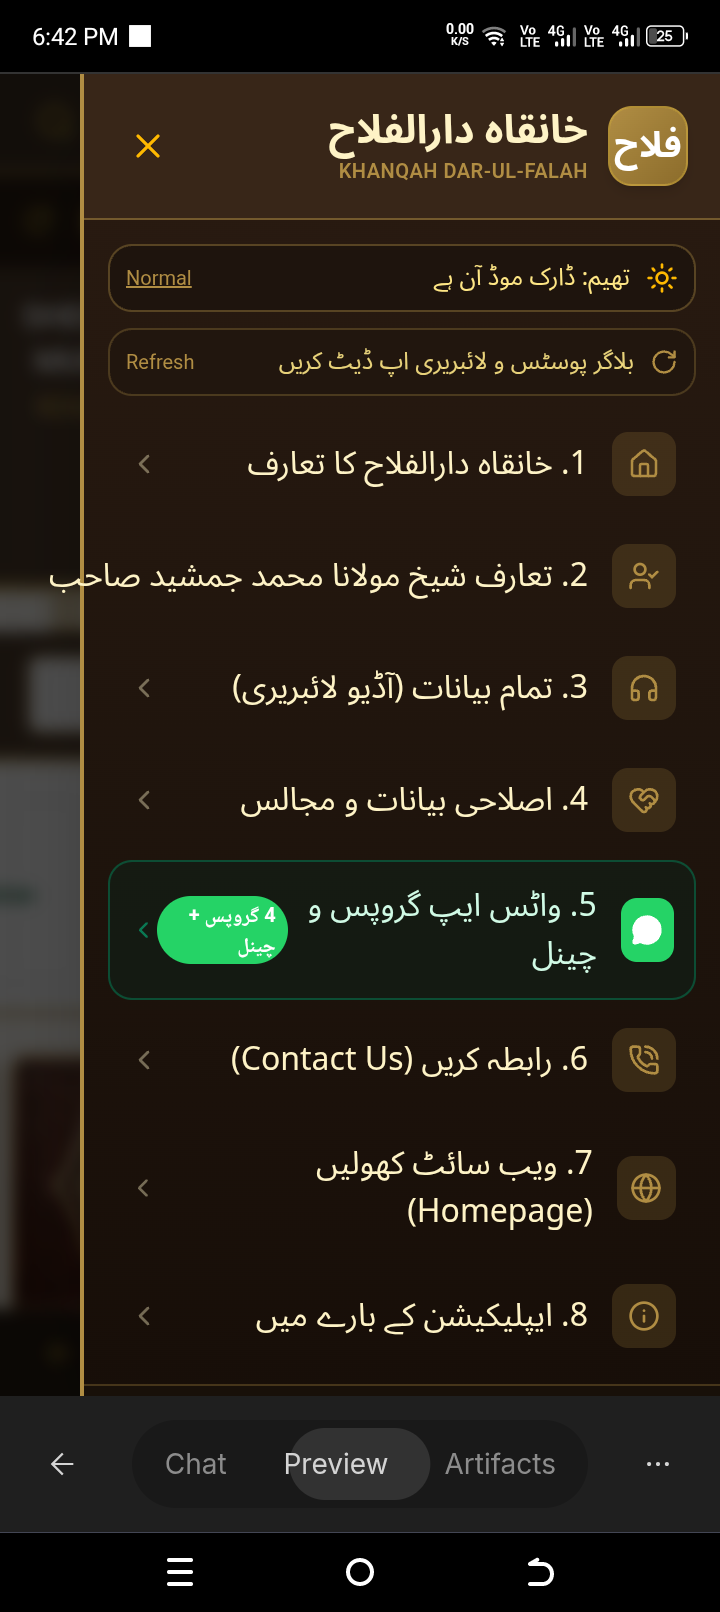 6:42 PM
0.00 K/S
Vo LTE 4G Vo LTE 4G 25
خانقاہ دارالفلاح
KHANQAH DAR-UL-FALAH
فلاح
تھیم: ڈارک موڈ آن ہے
Normal
بلاگر پوسٹس و لائبریری اپ ڈیٹ کریں
Refresh
1. خانقاہ دارالفلاح کا تعارف
2. تعارف شیخ مولانا محمد جمشید صاحب
3. تمام بیانات (آڈیو لائبریری)
4. اصلاحی بیانات و مجالس
5. واٹس ایپ گروپس و
چینل
4 گروپس +
چینل
6. رابطہ کریں (Contact Us)
7. ویب سائٹ کھولیں
(Homepage)
8. ایپلیکیشن کے بارے میں
Chat
Preview
Artifacts